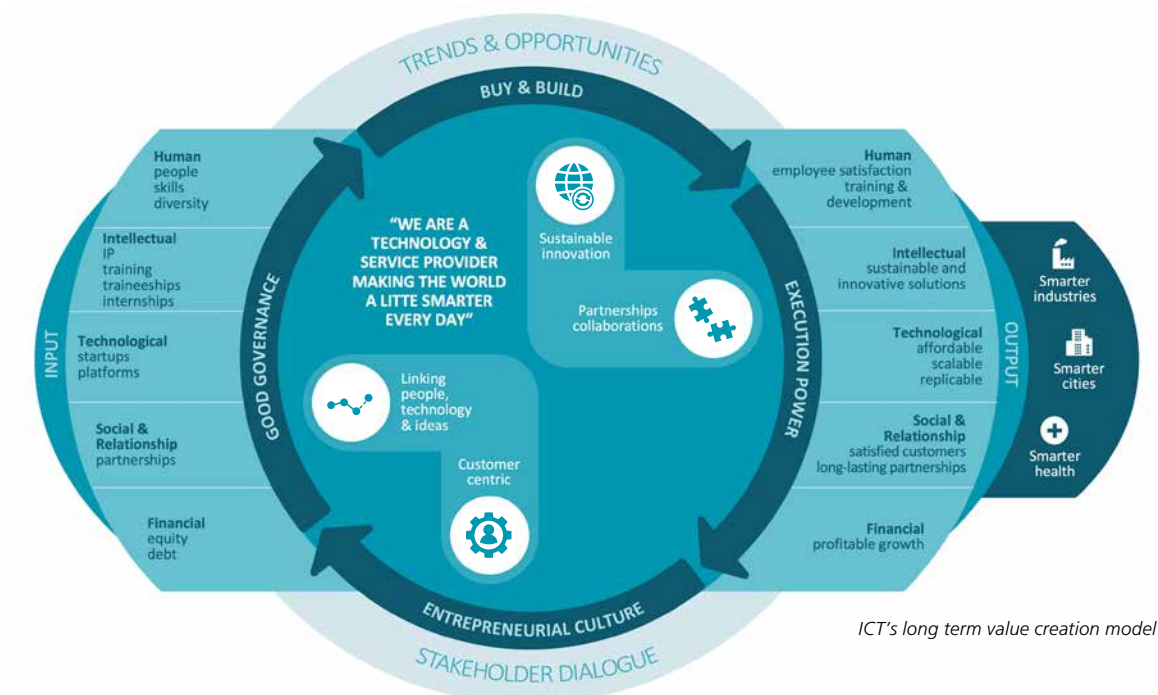 TRENDS & OPPORTUNITIES
BUY & BUILD
INPUT
Human
people
skills
diversity
Intellectual
IP
training
traineeships
internships
Technological
startups
platforms
Social &
Relationship
partnerships
Financial
equity
debt
GOOD GOVERNANCE
"WE ARE A
TECHNOLOGY &
SERVICE PROVIDER
MAKING THE WORLD
A LITTE SMARTER
EVERY DAY"
Sustainable
innovation
Partnerships
collaborations
Linking
people,
technology
& ideas
Customer
centric
EXECUTION POWER
Human
employee satisfaction
training &
development
Intellectual
sustainable and
innovative solutions
Technological
affordable
scalable
replicable
Social &
Relationship
satisfied customers
long-lasting partnerships
Financial
profitable growth
OUTPUT
Smarter
industries
Smarter
cities
Smarter
health
ENTREPRENEURIAL CULTURE
STAKEHOLDER DIALOGUE
ICT's long term value creation model